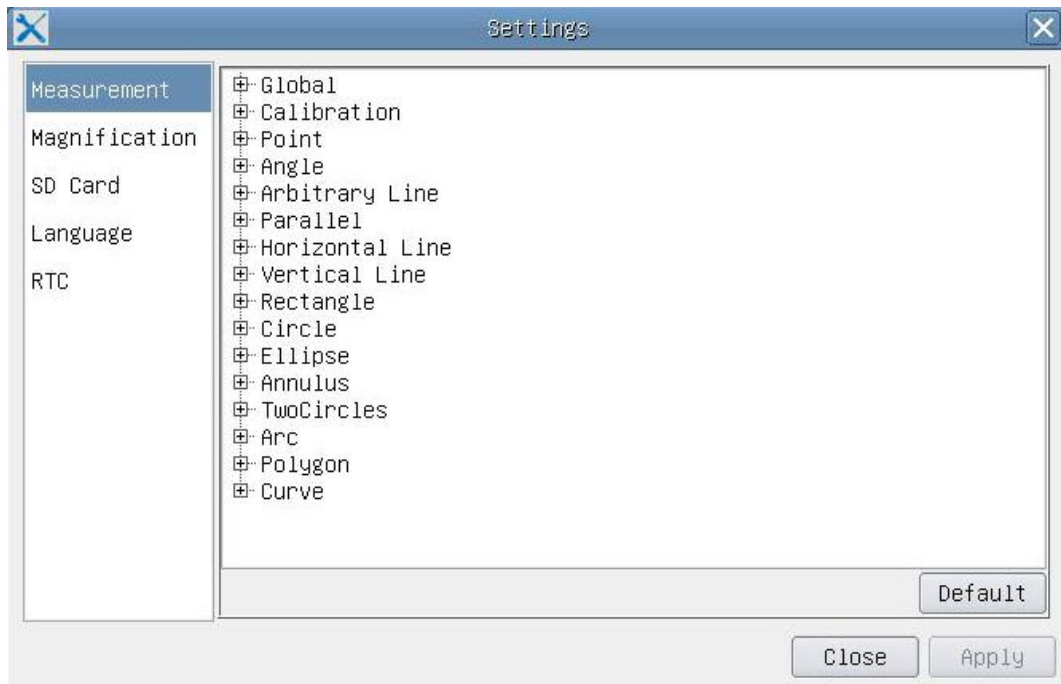 Settings
Measurement
Magnification
SD Card
Language
RTC
Global
Calibration
Point
Angle
Arbitrary Line
Parallel
Horizontal Line
Vertical Line
Rectangle
Circle
Ellipse
Annulus
TwoCircles
Arc
Polygon
Curve
Default
Close
Apply